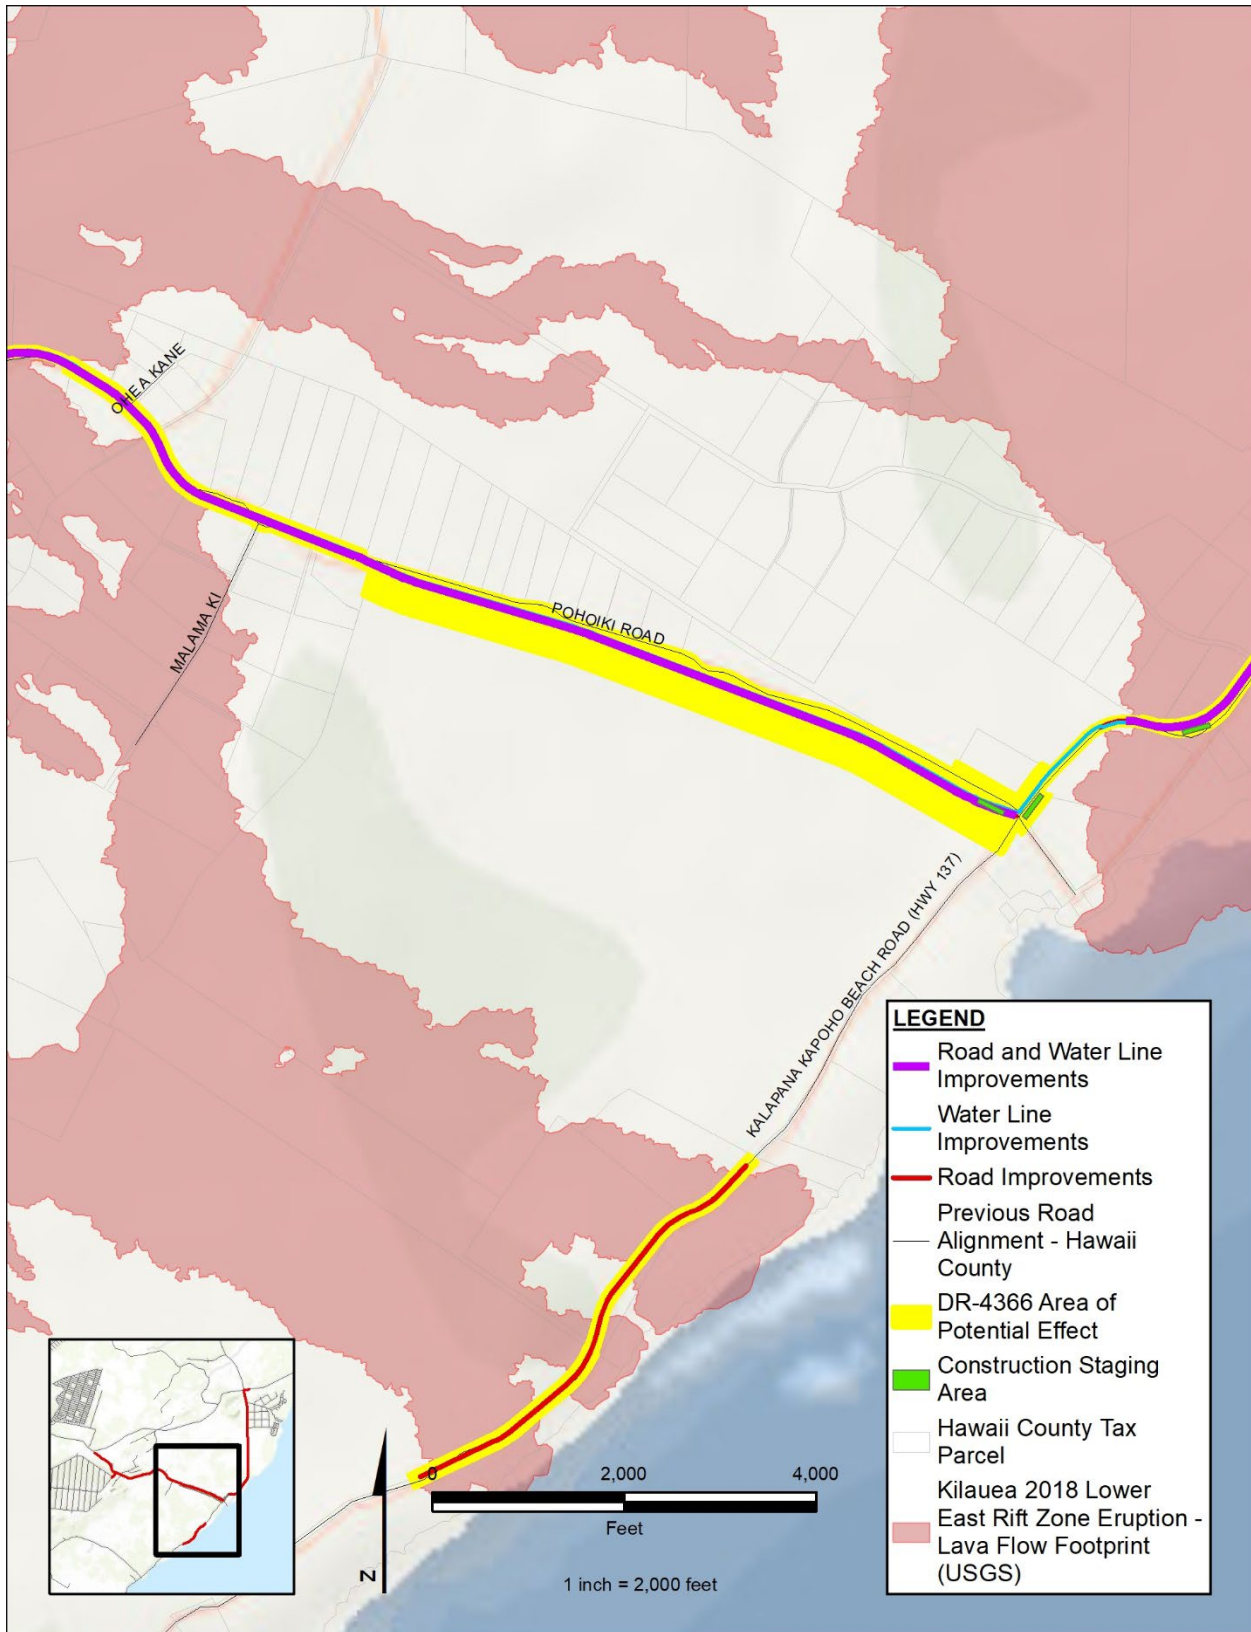 OHEA KANE
MALAMA KI
POHOIKI ROAD
KALAPANA KAPOHO BEACH ROAD (HWY 137)
LEGEND
Road and Water Line
Improvements
Water Line
Improvements
Road Improvements
Previous Road
Alignment - Hawaii
County
DR-4366 Area of
Potential Effect
Construction Staging
Area
Hawaii County Tax
Parcel
Kilauea 2018 Lower
East Rift Zone Eruption -
Lava Flow Footprint
(USGS)
0 2,000 4,000
Feet
N
1 inch = 2,000 feet